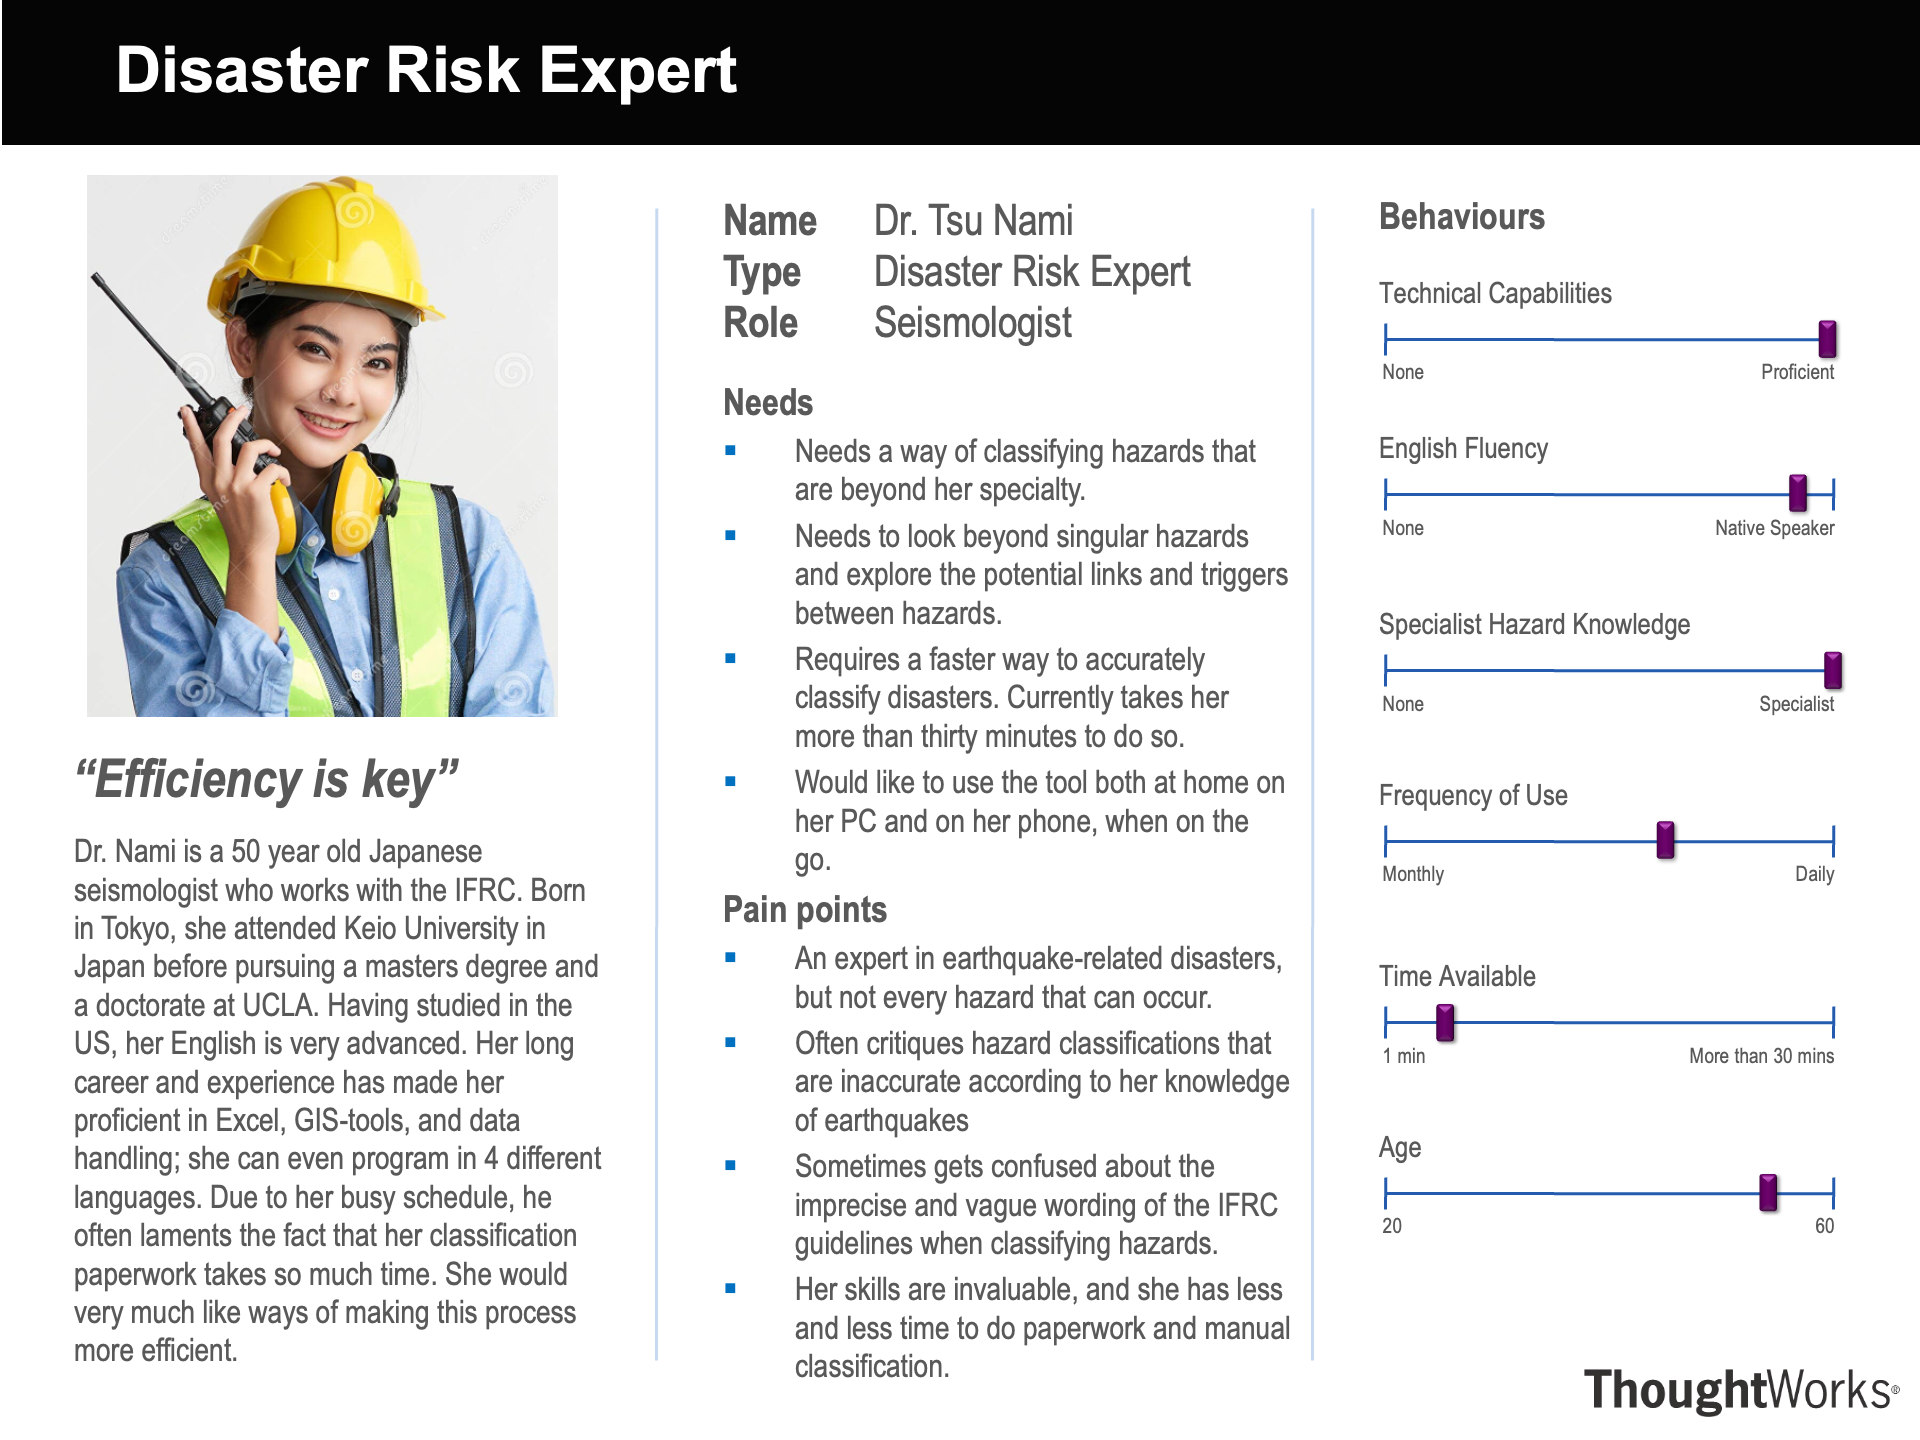 Disaster Risk Expert
“Efficiency is key”
Dr. Nami is a 50 year old Japanese
seismologist who works with the IFRC. Born
in Tokyo, she attended Keio University in
Japan before pursuing a masters degree and
a doctorate at UCLA. Having studied in the
US, her English is very advanced. Her long
career and experience has made her
proficient in Excel, GIS-tools, and data
handling; she can even program in 4 different
languages. Due to her busy schedule, he
often laments the fact that her classification
paperwork takes so much time. She would
very much like ways of making this process
more efficient.
Name Dr. Tsu Nami
Type Disaster Risk Expert
Role Seismologist
Needs
Needs a way of classifying hazards that
are beyond her specialty.
Needs to look beyond singular hazards
and explore the potential links and triggers
between hazards.
Requires a faster way to accurately
classify disasters. Currently takes her
more than thirty minutes to do so.
Would like to use the tool both at home on
her PC and on her phone, when on the
go.
Pain points
An expert in earthquake-related disasters,
but not every hazard that can occur.
Often critiques hazard classifications that
are inaccurate according to her knowledge
of earthquakes
Sometimes gets confused about the
imprecise and vague wording of the IFRC
guidelines when classifying hazards.
Her skills are invaluable, and she has less
and less time to do paperwork and manual
classification.
Behaviours
Technical Capabilities
None Proficient
English Fluency
None Native Speaker
Specialist Hazard Knowledge
None Specialist
Frequency of Use
Monthly Daily
Time Available
1 min More than 30 mins
Age
20 60
ThoughtWorks®